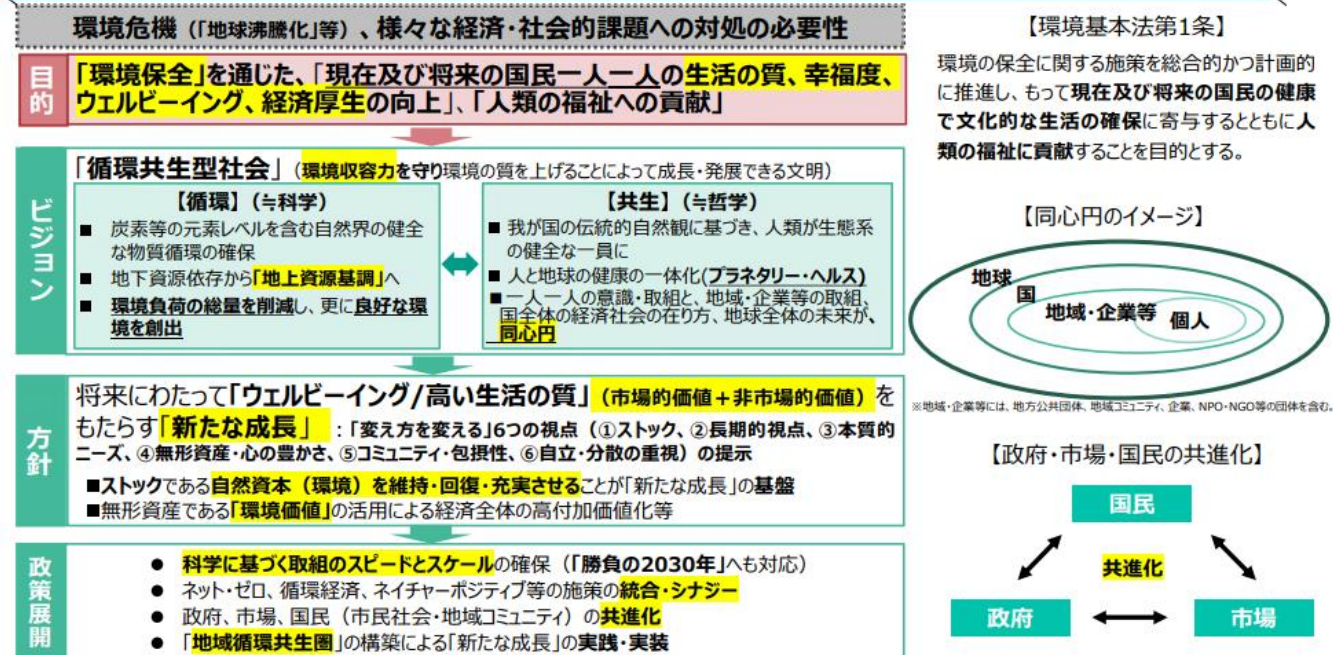 環境危機（「地球沸騰化」等）、様々な経済・社会的課題への対処の必要性
目的
「環境保全」を通じた、「現在及び将来の国民一人一人の生活の質、幸福度、
ウェルビーイング、経済厚生の向上」、「人類の福祉への貢献」
ビジョン
「循環共生型社会」（環境収容力を守り環境の質を上げることによって成長・発展できる文明）
【循環】（≒科学）
■ 炭素等の元素レベルを含む自然界の健全
な物質循環の確保
■ 地下資源依存から「地上資源基調」へ
■ 環境負荷の総量を削減し、更に良好な環
境を創出
【共生】（≒哲学）
■ 我が国の伝統的自然観に基づき、人類が生態系
の健全な一員に
■ 人と地球の健康の一体化(プラネタリー・ヘルス)
■一人一人の意識・取組と、地域・企業等の取組、
国全体の経済社会の在り方、地球全体の未来が、
同心円
方針
将来にわたって「ウェルビーイング/高い生活の質」（市場的価値＋非市場的価値）を
もたらす「新たな成長」：「変え方を変える」6つの視点（①ストック、②長期的視点、③本質的
ニーズ、④無形資産・心の豊かさ、⑤コミュニティ・包摂性、⑥自立・分散の重視）の提示
■ストックである自然資本（環境）を維持・回復・充実させることが「新たな成長」の基盤
■無形資産である「環境価値」の活用による経済全体の高付加価値化等
政策展開
● 科学に基づく取組のスピードとスケールの確保（「勝負の2030年」へも対応）
● ネット・ゼロ、循環経済、ネイチャーポジティブ等の施策の統合・シナジー
● 政府、市場、国民（市民社会・地域コミュニティ）の共進化
● 「地域循環共生圏」の構築による「新たな成長」の実践・実装
【環境基本法第1条】
環境の保全に関する施策を総合的かつ計画的
に推進し、もって現在及び将来の国民の健康
で文化的な生活の確保に寄与するとともに人
類の福祉に貢献することを目的とする。
【同心円のイメージ】
地球
国
地域・企業等
個人
※地域・企業等には、地方公共団体、地域コミュニティ、企業、NPO・NGO等の団体を含む。
【政府・市場・国民の共進化】
国民
共進化
政府
市場